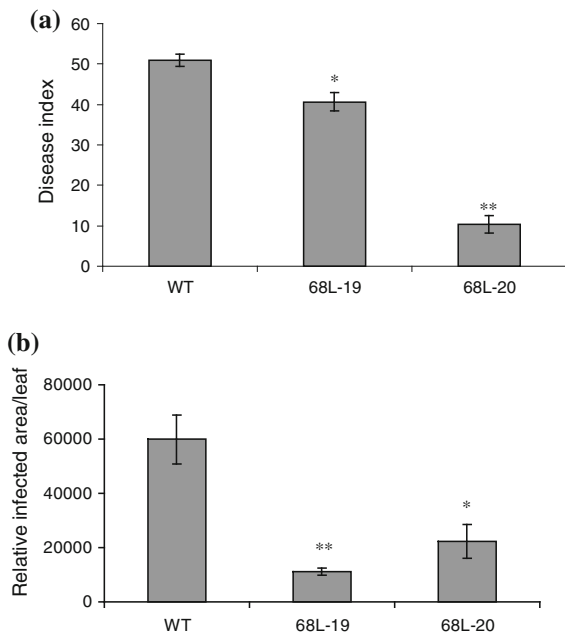 (a)
60
50
40
30
20
10
0
Disease index
*
**
WT
68L-19
68L-20
(b)
80000
60000
40000
20000
0
Relative infected area/leaf
**
*
WT
68L-19
68L-20